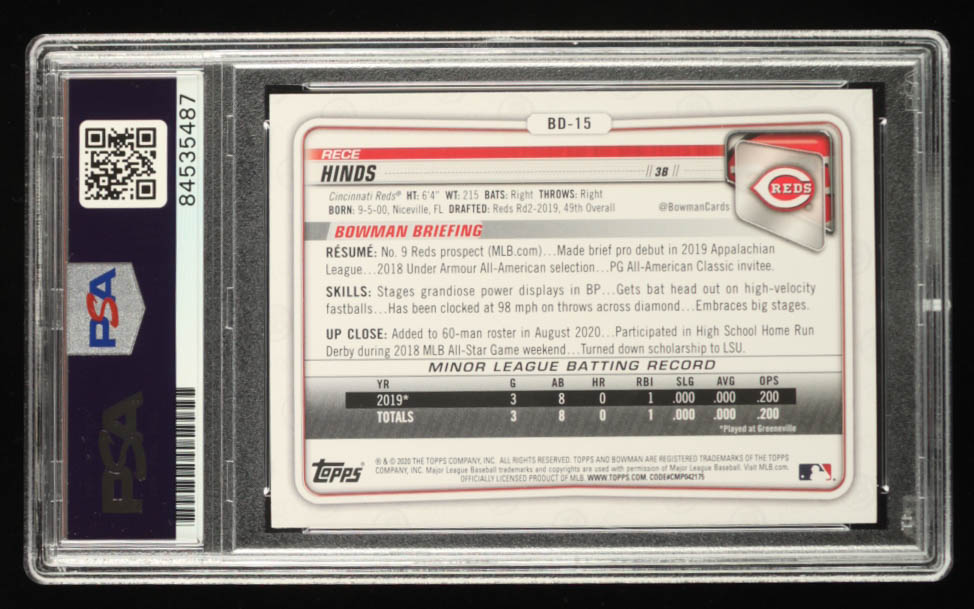 84535487
PSA
PSA
BD-15
RECE
HINDS
// 38 //
REDS
Cincinnati Reds® HT: 6'4" WT: 215 BATS: Right THROWS: Right
BORN: 9-5-00, Niceville, FL DRAFTED: Reds Rd2-2019, 49th Overall
@BowmanCards
BOWMAN BRIEFING
RÉSUMÉ: No. 9 Reds prospect (MLB.com)...Made brief pro debut in 2019 Appalachian
League...2018 Under Armour All-American selection...PG All-American Classic invitee.
SKILLS: Stages grandiose power displays in BP...Gets bat head out on high-velocity
fastballs...Has been clocked at 98 mph on throws across diamond...Embraces big stages.
UP CLOSE: Added to 60-man roster in August 2020...Participated in High School Home Run
Derby during 2018 MLB All-Star Game weekend...Turned down scholarship to LSU.
MINOR LEAGUE BATTING RECORD
YR G AB HR RBI SLG AVG OPS
2019* 3 8 0 1 .000 .000 .200
TOTALS 3 8 0 1 .000 .000 .200
*Played at Greeneville
Topps
® & © 2020 THE TOPPS COMPANY, INC. ALL RIGHTS RESERVED. TOPPS AND BOWMAN ARE REGISTERED TRADEMARKS OF THE TOPPS
COMPANY, INC. Major League Baseball trademarks and copyrights are used with permission of Major League Baseball. Visit MLB.com.
OFFICIALLY LICENSED PRODUCT OF MLB. WWW.TOPPS.COM. CODE#CMP042175